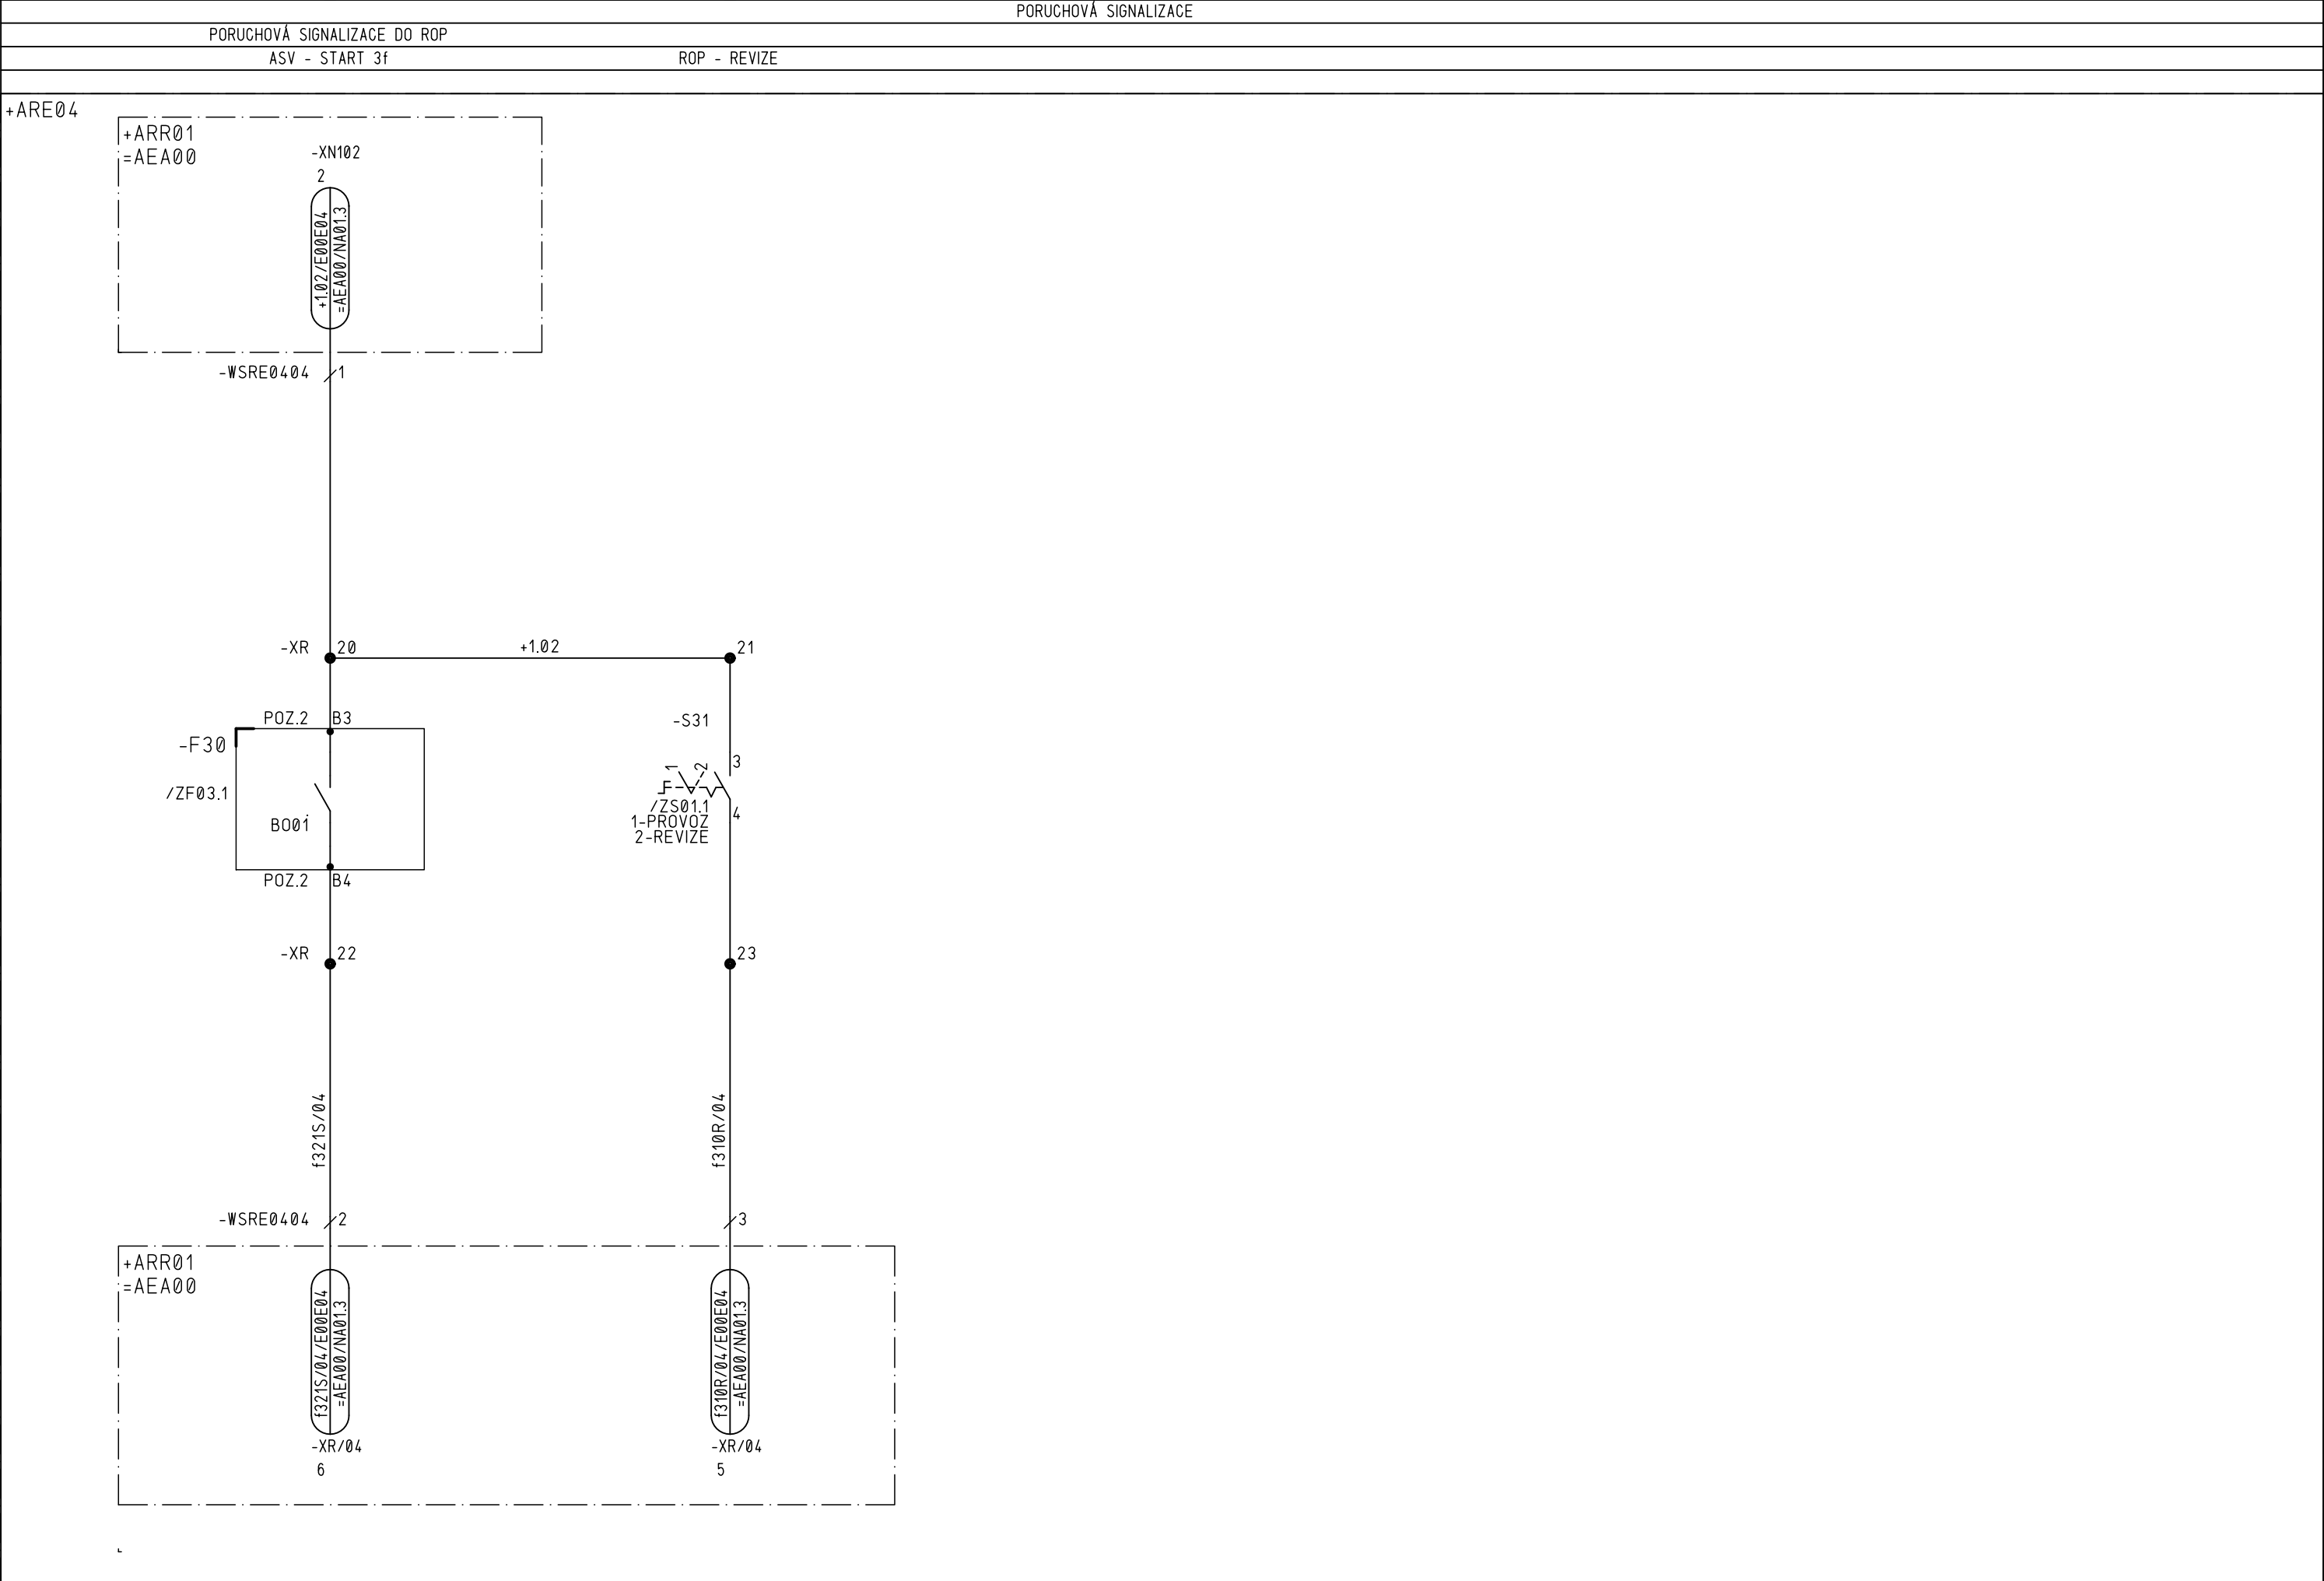 PORUCHOVÁ SIGNALIZACE
PORUCHOVÁ SIGNALIZACE DO ROP
ASV - START 3f
ROP - REVIZE
+ARE04
+ARR01
=AEA00
-XN102
2
+1.02/E00E04
=AEA00/NA01.3
-WSRE0404
1
-XR
20
+1.02
21
POZ.2
B3
-F30
/ZF03.1
BO01
POZ.2
B4
-S31
1
2
3
/ZS01.1
4
1-PROVOZ
2-REVIZE
-XR
22
23
f321S/04
f310R/04
-WSRE0404
2
3
+ARR01
=AEA00
f321S/04/E00E04
=AEA00/NA01.3
f310R/04/E00E04
=AEA00/NA01.3
-XR/04
6
-XR/04
5